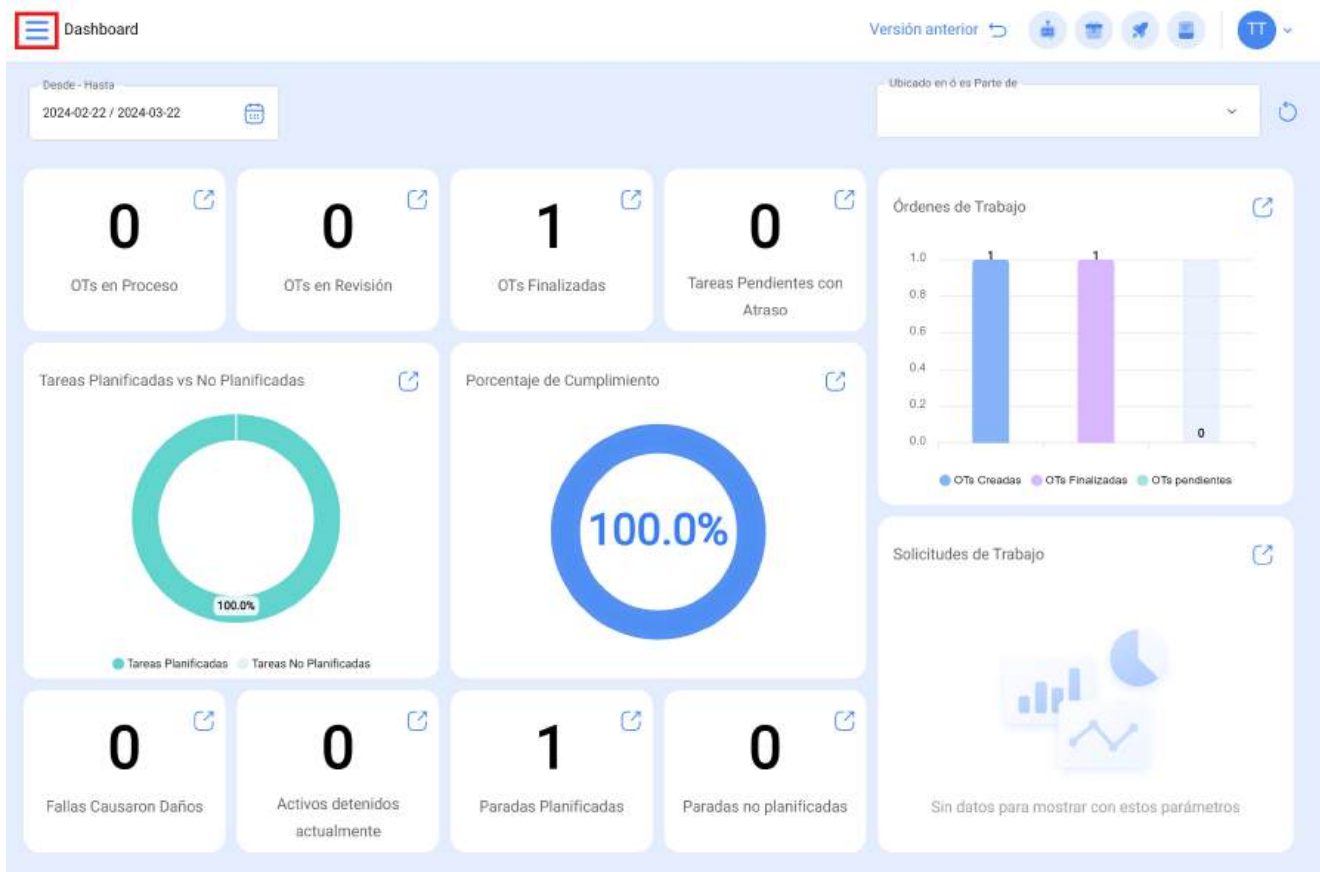 Dashboard
Versión anterior
TT
Desde - Hasta
2024-02-22 / 2024-03-22
Ubicado en ó es Parte de
0
OTs en Proceso
0
OTs en Revisión
1
OTs Finalizadas
0
Tareas Pendientes con
Atraso
Órdenes de Trabajo
1.0
0.8
0.6
0.4
0.2
0.0
1
1
0
OTs Creadas
OTs Finalizadas
OTs pendientes
Tareas Planificadas vs No Planificadas
100.0%
Tareas Planificadas
Tareas No Planificadas
Porcentaje de Cumplimiento
100.0%
Solicitudes de Trabajo
Sin datos para mostrar con estos parámetros
0
Fallas Causaron Daños
0
Activos detenidos
actualmente
1
Paradas Planificadas
0
Paradas no planificadas